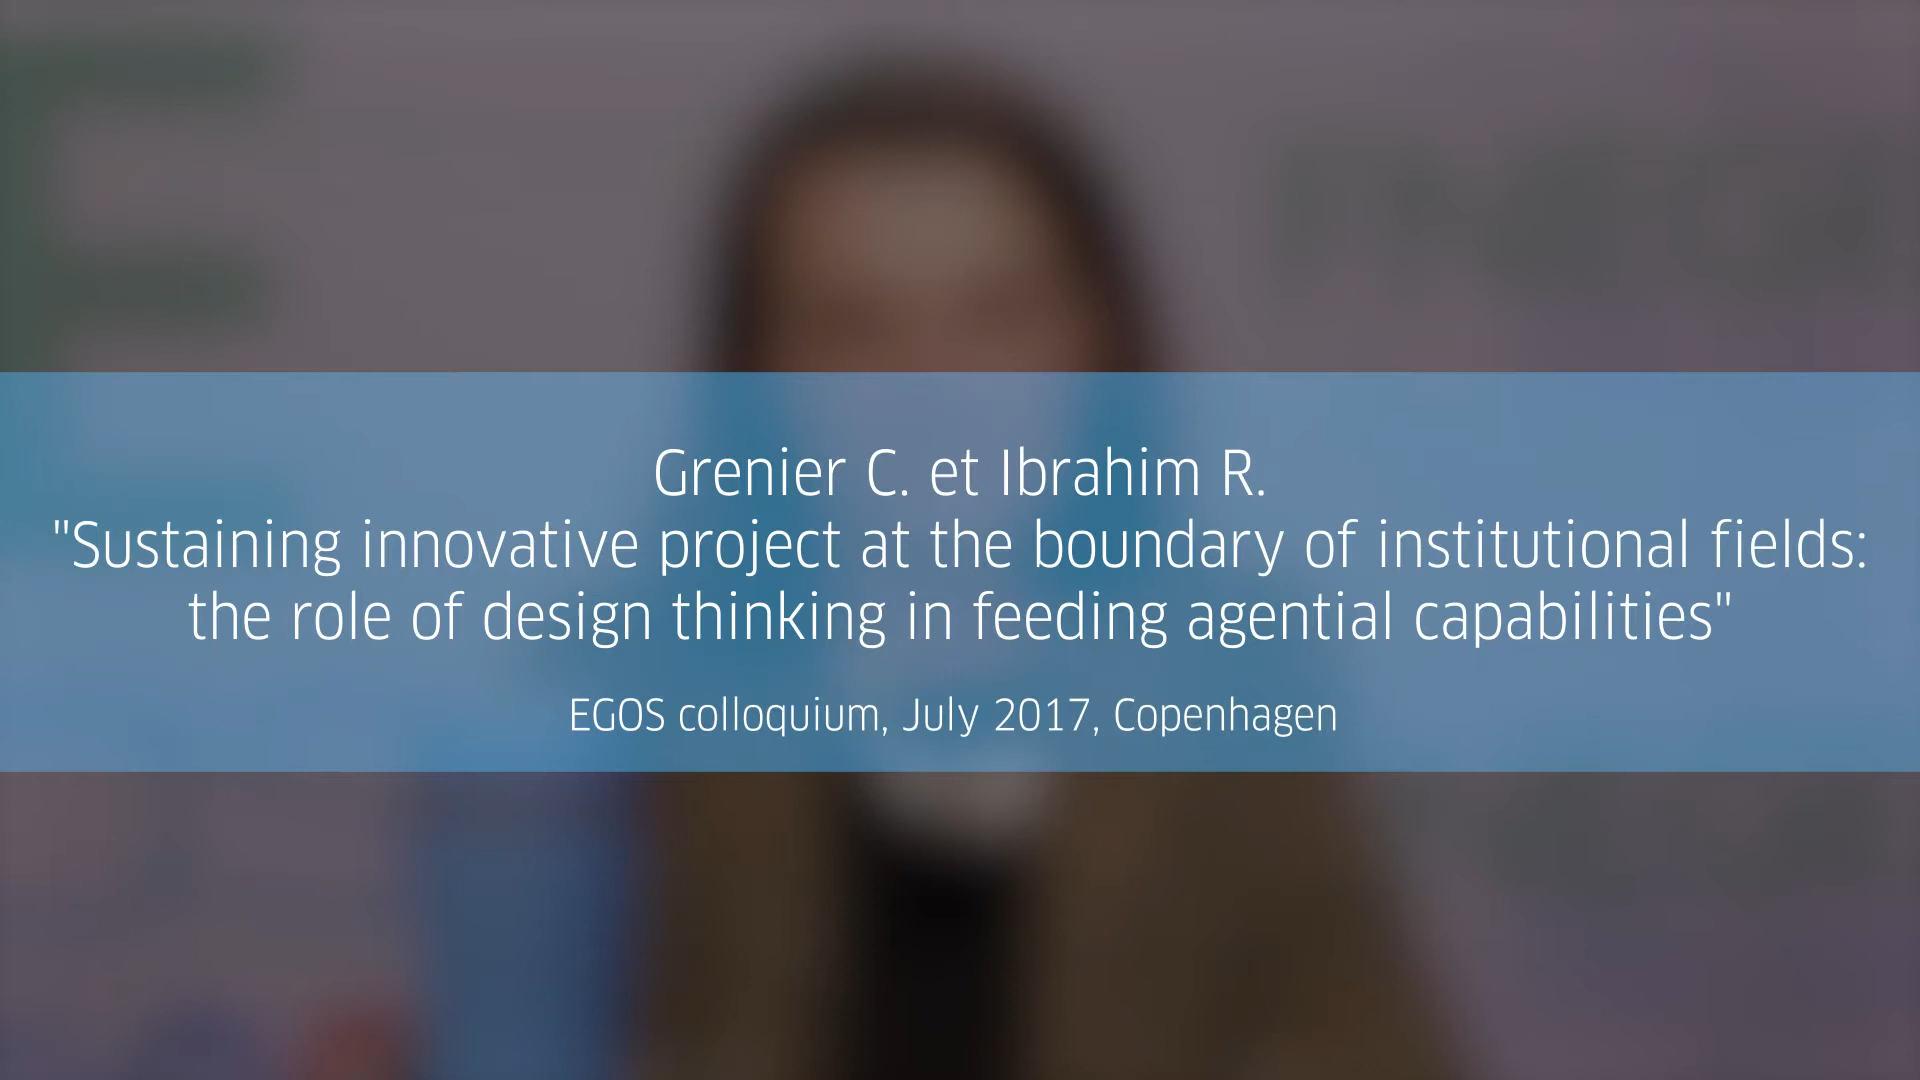 Grenier C. et Ibrahim R.
"Sustaining innovative project at the boundary of institutional fields:
the role of design thinking in feeding agential capabilities"
EGOS colloquium, July 2017, Copenhagen